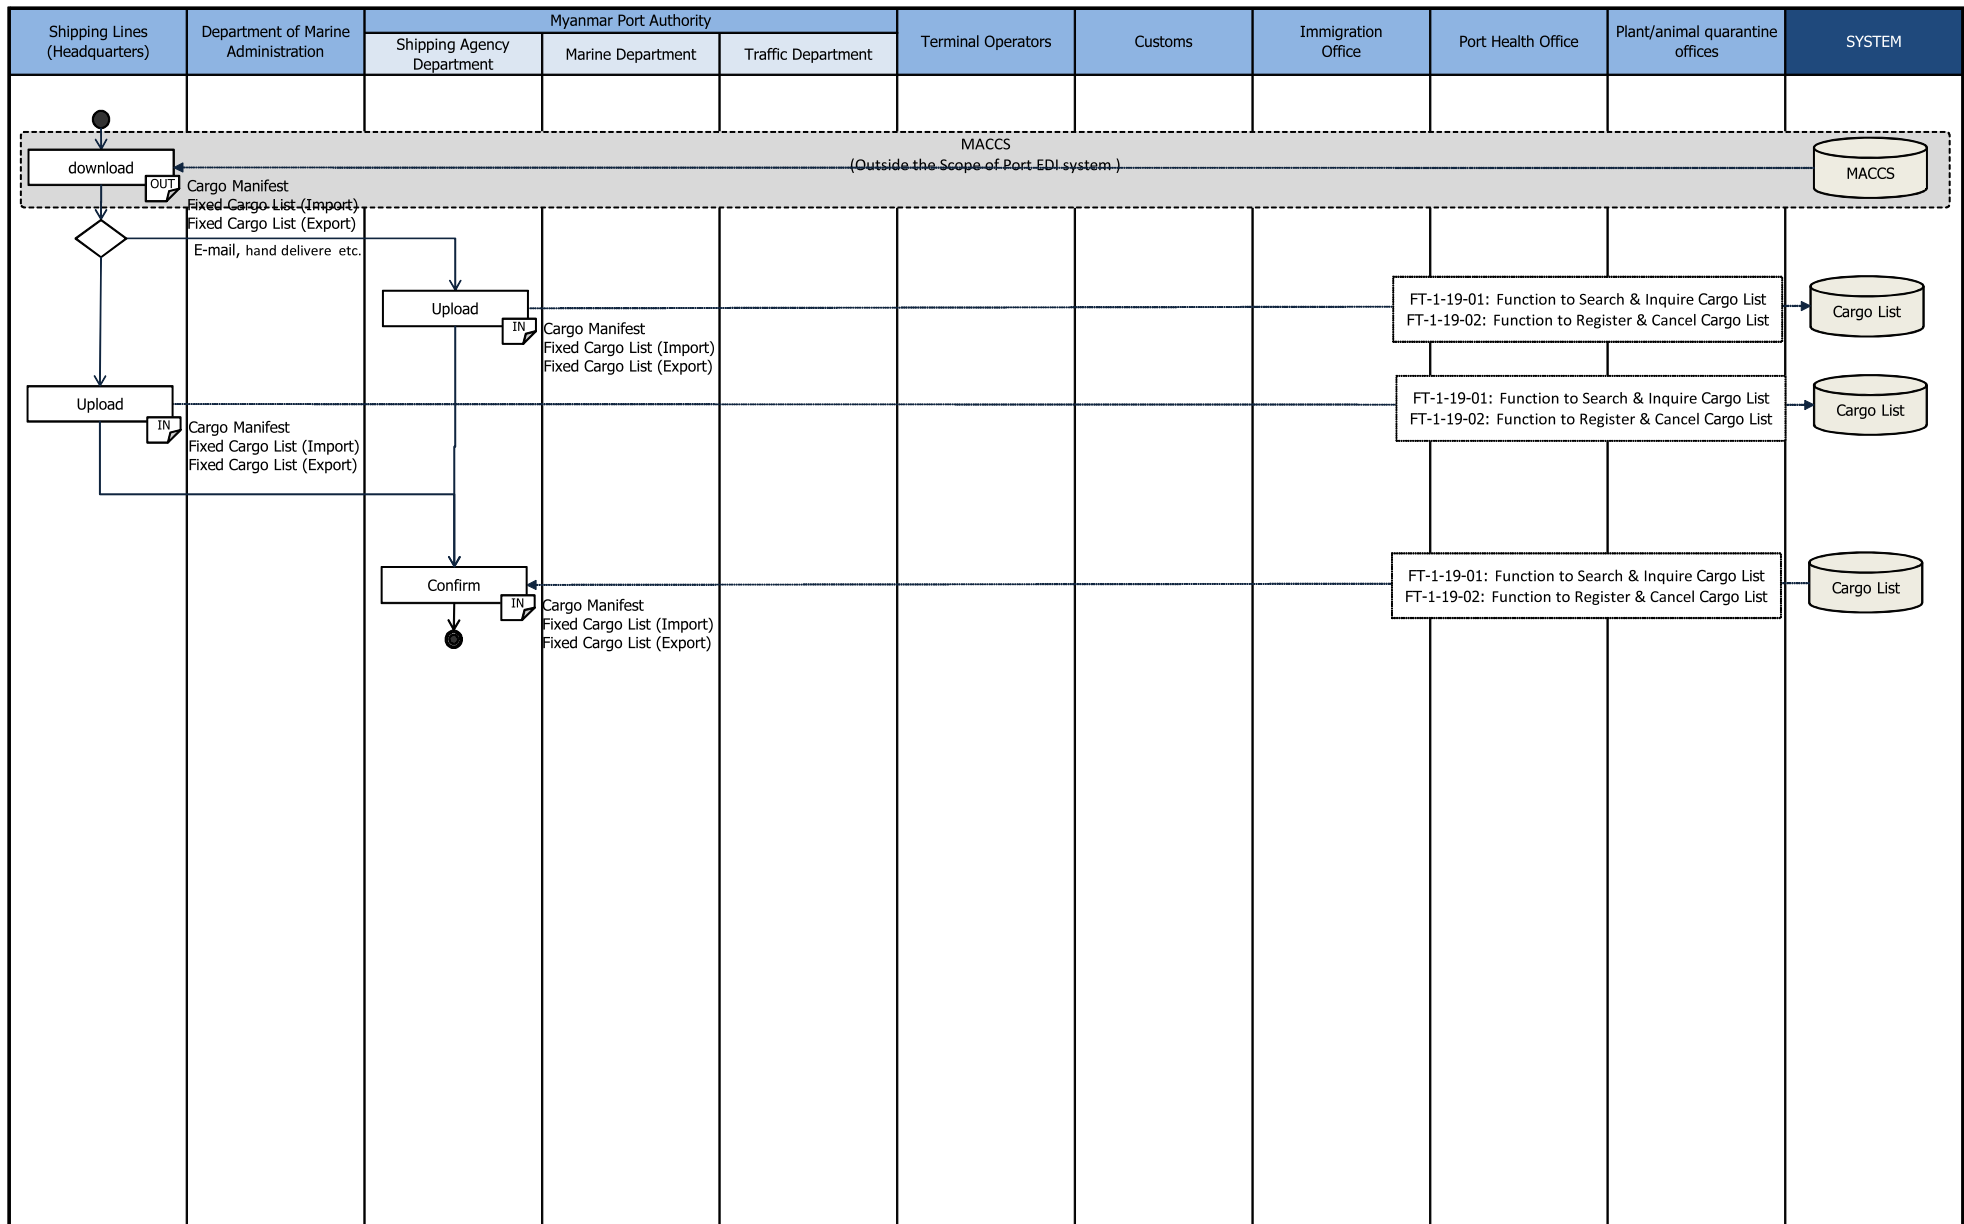 Shipping Lines
(Headquarters)
Department of Marine
Administration
Myanmar Port Authority
Shipping Agency
Department
Marine Department
Traffic Department
Terminal Operators
Customs
Immigration
Office
Port Health Office
Plant/animal quarantine
offices
SYSTEM
MACCS
(Outside the Scope of Port EDI system )
download
OUT
MACCS
Cargo Manifest
Fixed Cargo List (Import)
Fixed Cargo List (Export)
E-mail, hand delivere etc.
Upload
IN
Cargo Manifest
Fixed Cargo List (Import)
Fixed Cargo List (Export)
FT-1-19-01: Function to Search & Inquire Cargo List
FT-1-19-02: Function to Register & Cancel Cargo List
Cargo List
Upload
IN
Cargo Manifest
Fixed Cargo List (Import)
Fixed Cargo List (Export)
FT-1-19-01: Function to Search & Inquire Cargo List
FT-1-19-02: Function to Register & Cancel Cargo List
Cargo List
Confirm
IN
Cargo Manifest
Fixed Cargo List (Import)
Fixed Cargo List (Export)
FT-1-19-01: Function to Search & Inquire Cargo List
FT-1-19-02: Function to Register & Cancel Cargo List
Cargo List